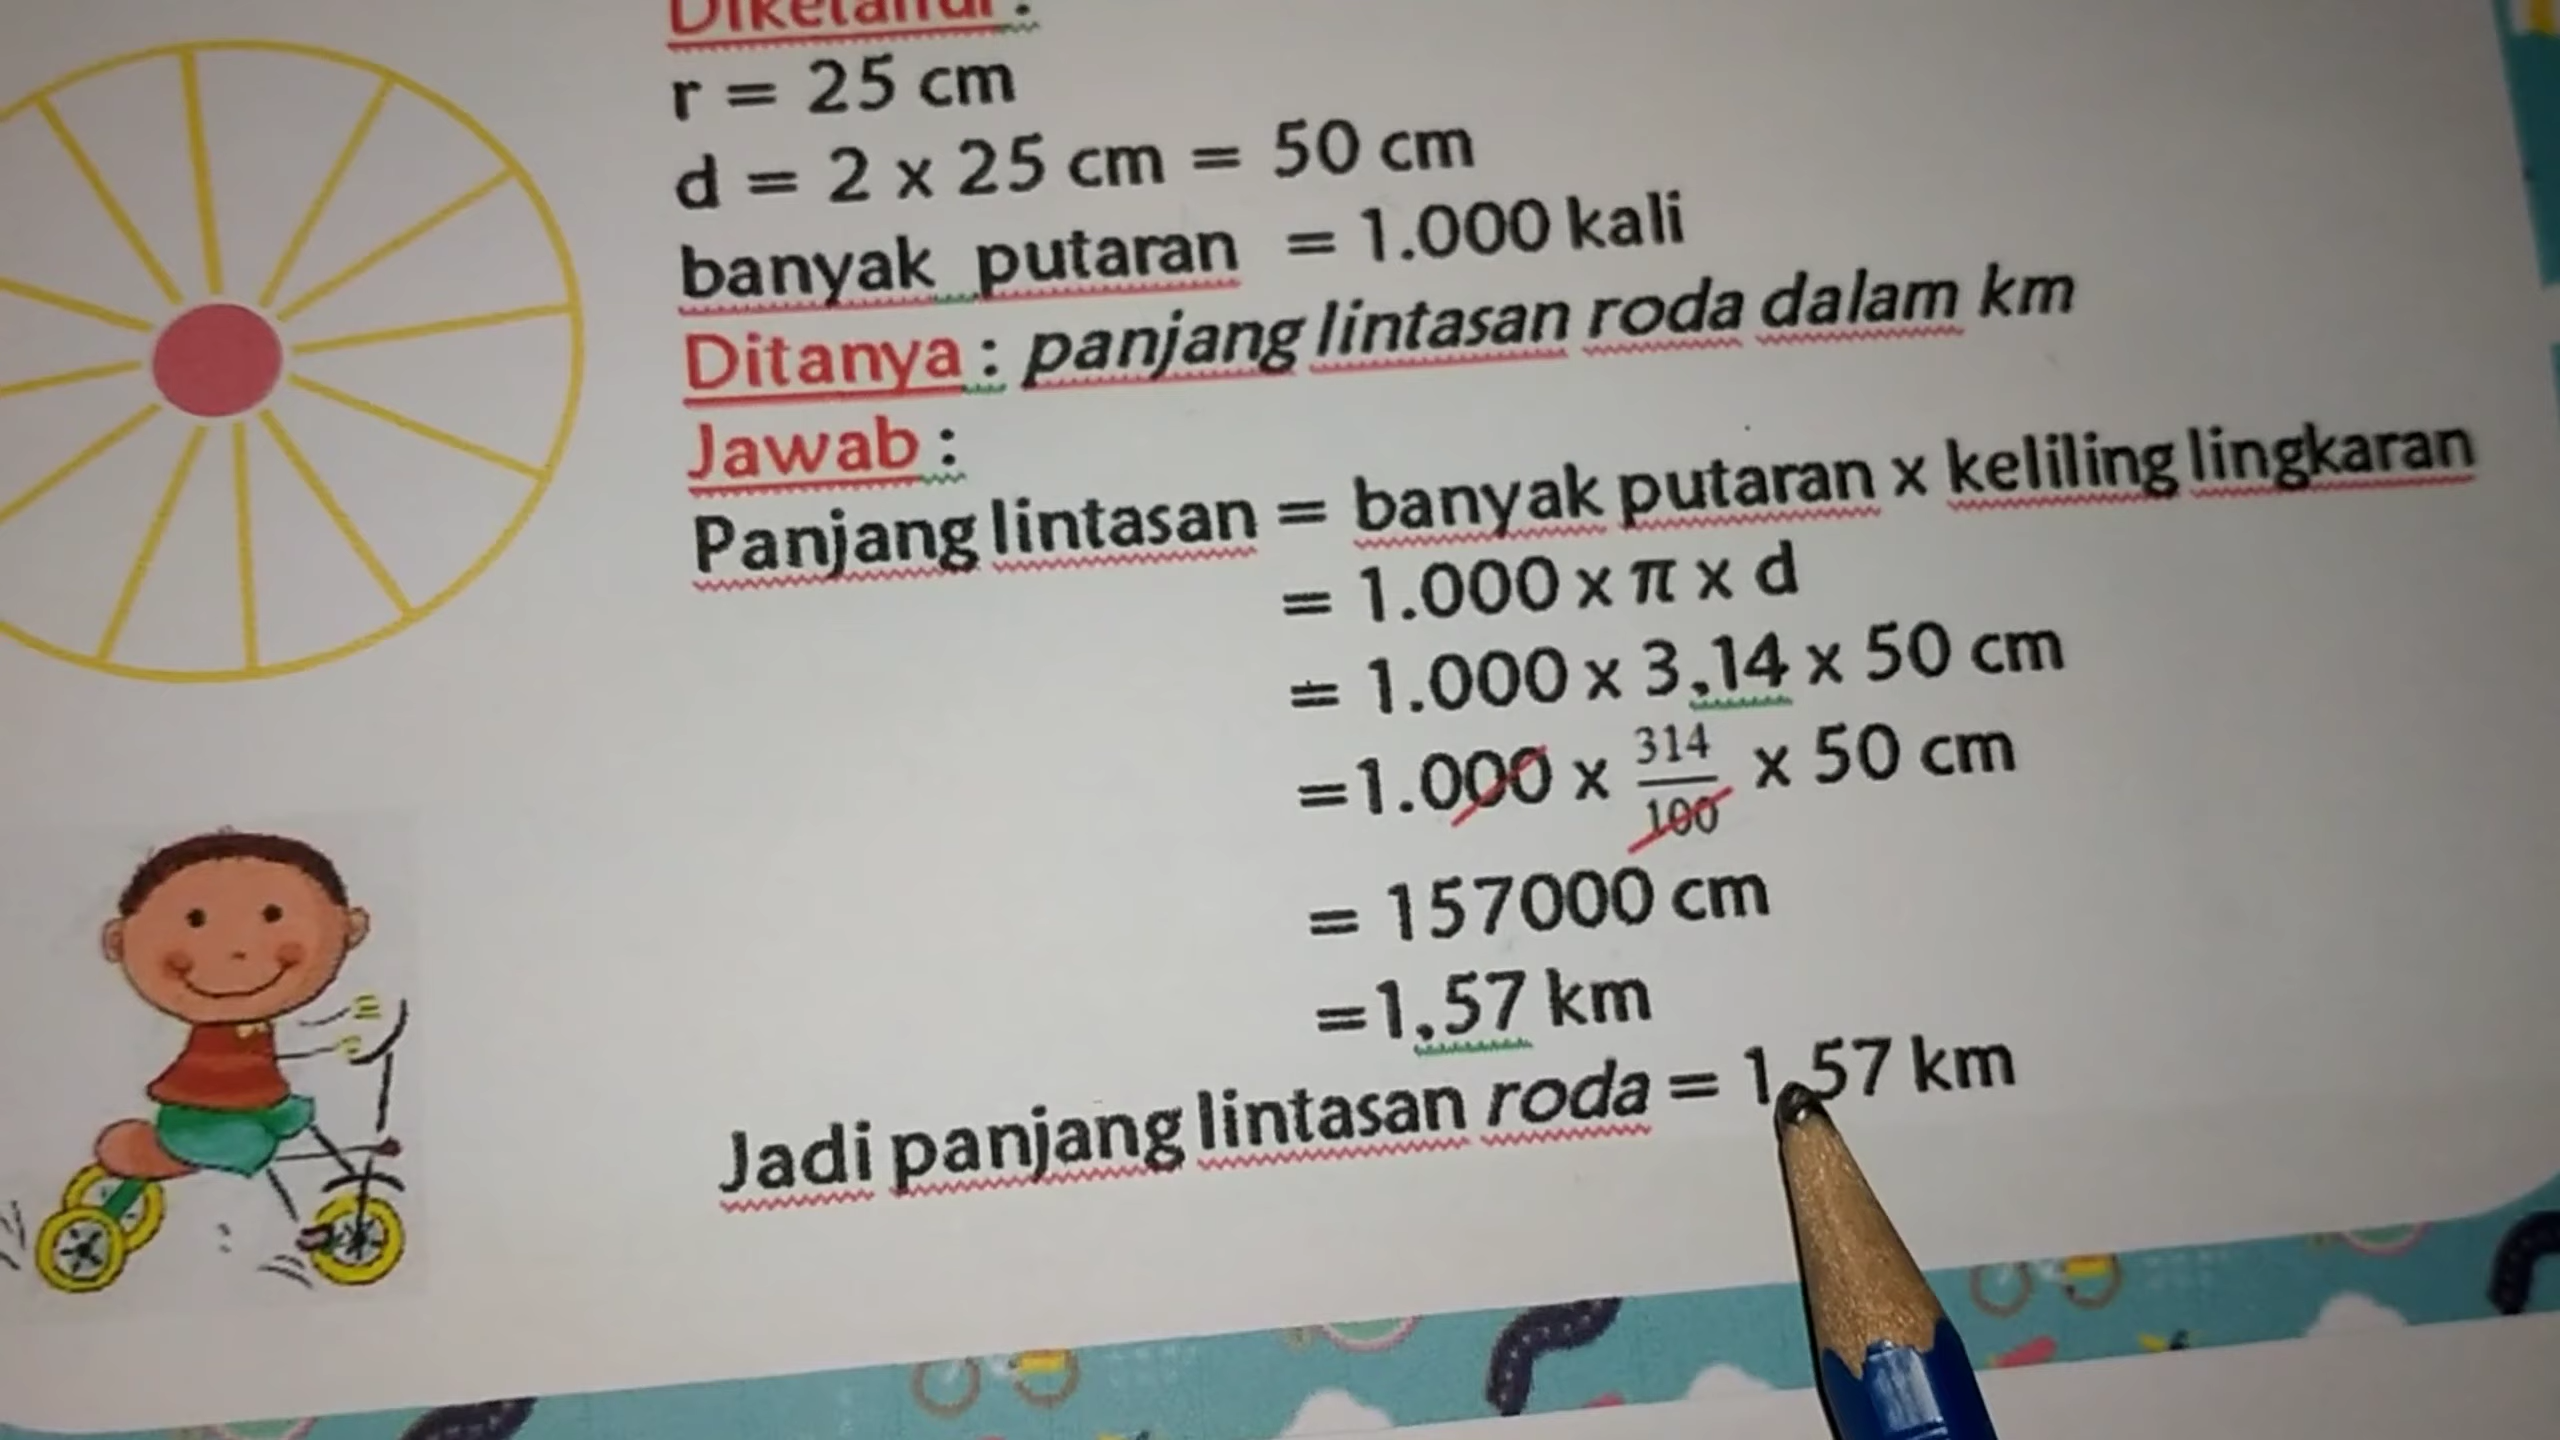 Diketahui :
r = 25 cm
d = 2 x 25 cm = 50 cm
banyak putaran = 1.000 kali
Ditanya : panjang lintasan roda dalam km
Jawab :
Panjang lintasan = banyak putaran x keliling lingkaran
= 1.000 x π x d
= 1.000 x 3,14 x 50 cm
=1.000 x 314/100 x 50 cm
= 157000 cm
=1,57 km
Jadi panjang lintasan roda = 1,57 km